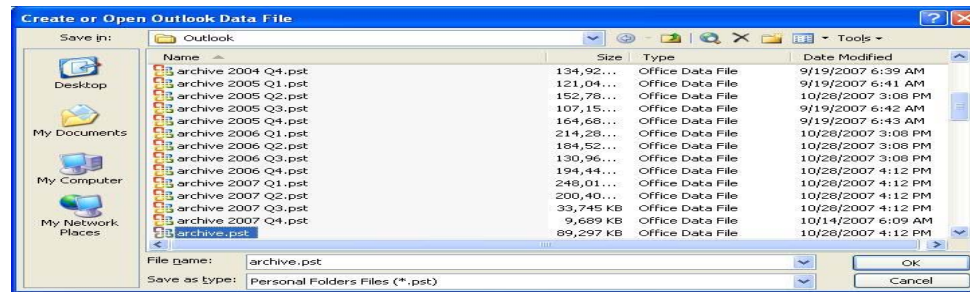 Create or Open Outlook Data File
Save in: Outlook Tools
Name Size Type Date Modified
archive 2004 Q4.pst 134,92... Office Data File 9/19/2007 6:39 AM
archive 2005 Q1.pst 121,04... Office Data File 9/19/2007 6:41 AM
archive 2005 Q2.pst 152,78... Office Data File 10/28/2007 3:08 PM
archive 2005 Q3.pst 107,15... Office Data File 9/19/2007 6:42 AM
archive 2005 Q4.pst 164,68... Office Data File 9/19/2007 6:43 AM
archive 2006 Q1.pst 214,28... Office Data File 10/28/2007 3:08 PM
archive 2006 Q2.pst 184,52... Office Data File 10/28/2007 3:08 PM
archive 2006 Q3.pst 130,96... Office Data File 10/28/2007 3:08 PM
archive 2006 Q4.pst 194,44... Office Data File 10/28/2007 4:12 PM
archive 2007 Q1.pst 248,01... Office Data File 10/28/2007 4:12 PM
archive 2007 Q2.pst 200,40... Office Data File 10/28/2007 4:12 PM
archive 2007 Q3.pst 33,745 KB Office Data File 10/28/2007 4:12 PM
archive 2007 Q4.pst 9,689 KB Office Data File 10/14/2007 6:09 AM
archive.pst 89,297 KB Office Data File 10/28/2007 4:12 PM
Desktop
My Documents
My Computer
My Network
Places
File name: archive.pst OK
Save as type: Personal Folders Files (*.pst) Cancel